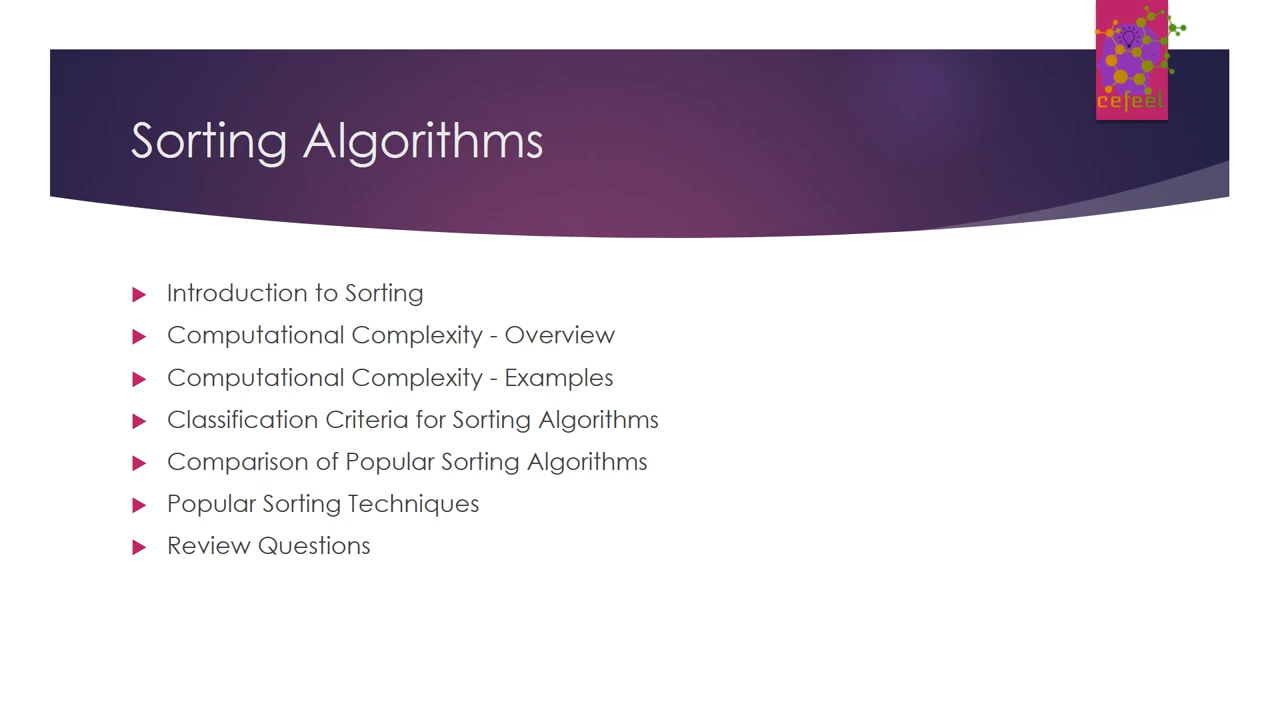 cefeel
Sorting Algorithms
Introduction to Sorting
Computational Complexity - Overview
Computational Complexity - Examples
Classification Criteria for Sorting Algorithms
Comparison of Popular Sorting Algorithms
Popular Sorting Techniques
Review Questions